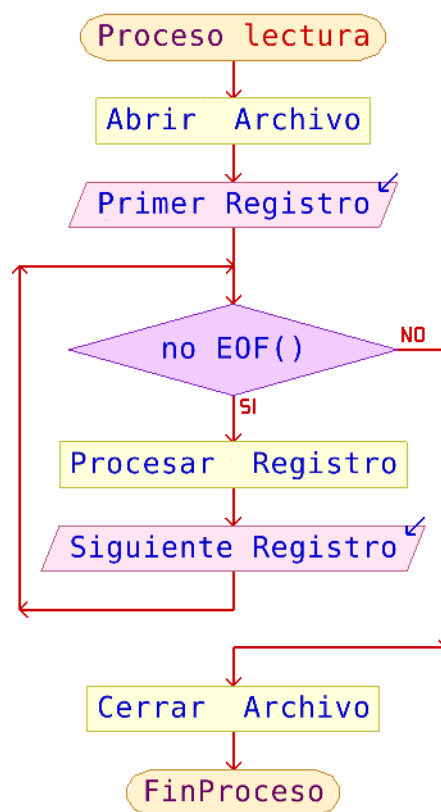 Proceso lectura
Abrir Archivo
Primer Registro
no EOF()
NO
SI
Procesar Registro
Siguiente Registro
Cerrar Archivo
FinProceso